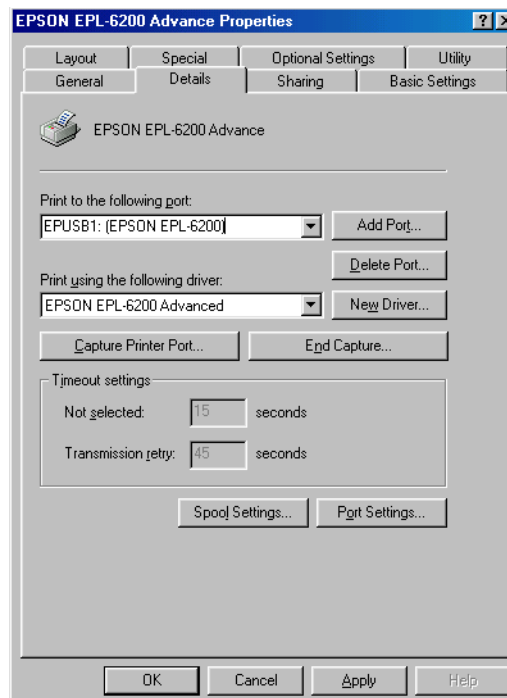 EPSON EPL-6200 Advance Properties
Layout Special Optional Settings Utility
General Details Sharing Basic Settings
EPSON EPL-6200 Advance
Print to the following port:
EPUSB1: (EPSON EPL-6200) Add Port...
Delete Port...
Print using the following driver:
EPSON EPL-6200 Advanced New Driver...
Capture Printer Port... End Capture...
Timeout settings
Not selected: 15 seconds
Transmission retry: 45 seconds
Spool Settings... Port Settings...
OK Cancel Apply Help